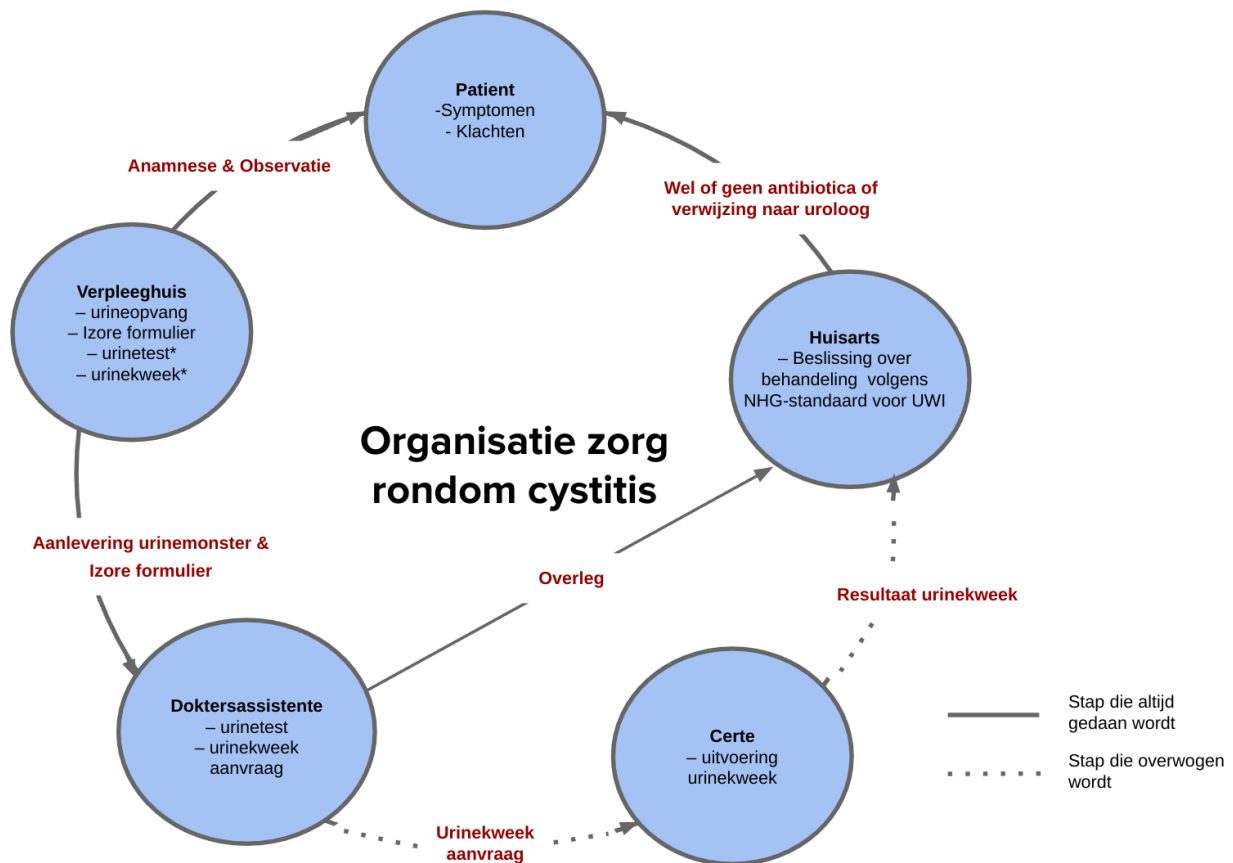 Patient
-Symptomen
- Klachten
Anamnese & Observatie
Wel of geen antibiotica of
verwijzing naar uroloog
Verpleeghuis
– urineopvang
– Izore formulier
– urinetest*
– urinekweek*
Huisarts
– Beslissing over
behandeling volgens
NHG-standaard voor UWI
Organisatie zorg
rondom cystitis
Aanlevering urinemonster &
Izore formulier
Overleg
Resultaat urinekweek
Doktersassistente
– urinetest
– urinekweek
aanvraag
Certe
– uitvoering
urinekweek
Stap die altijd
gedaan wordt
Stap die overwogen
wordt
Urinekweek
aanvraag